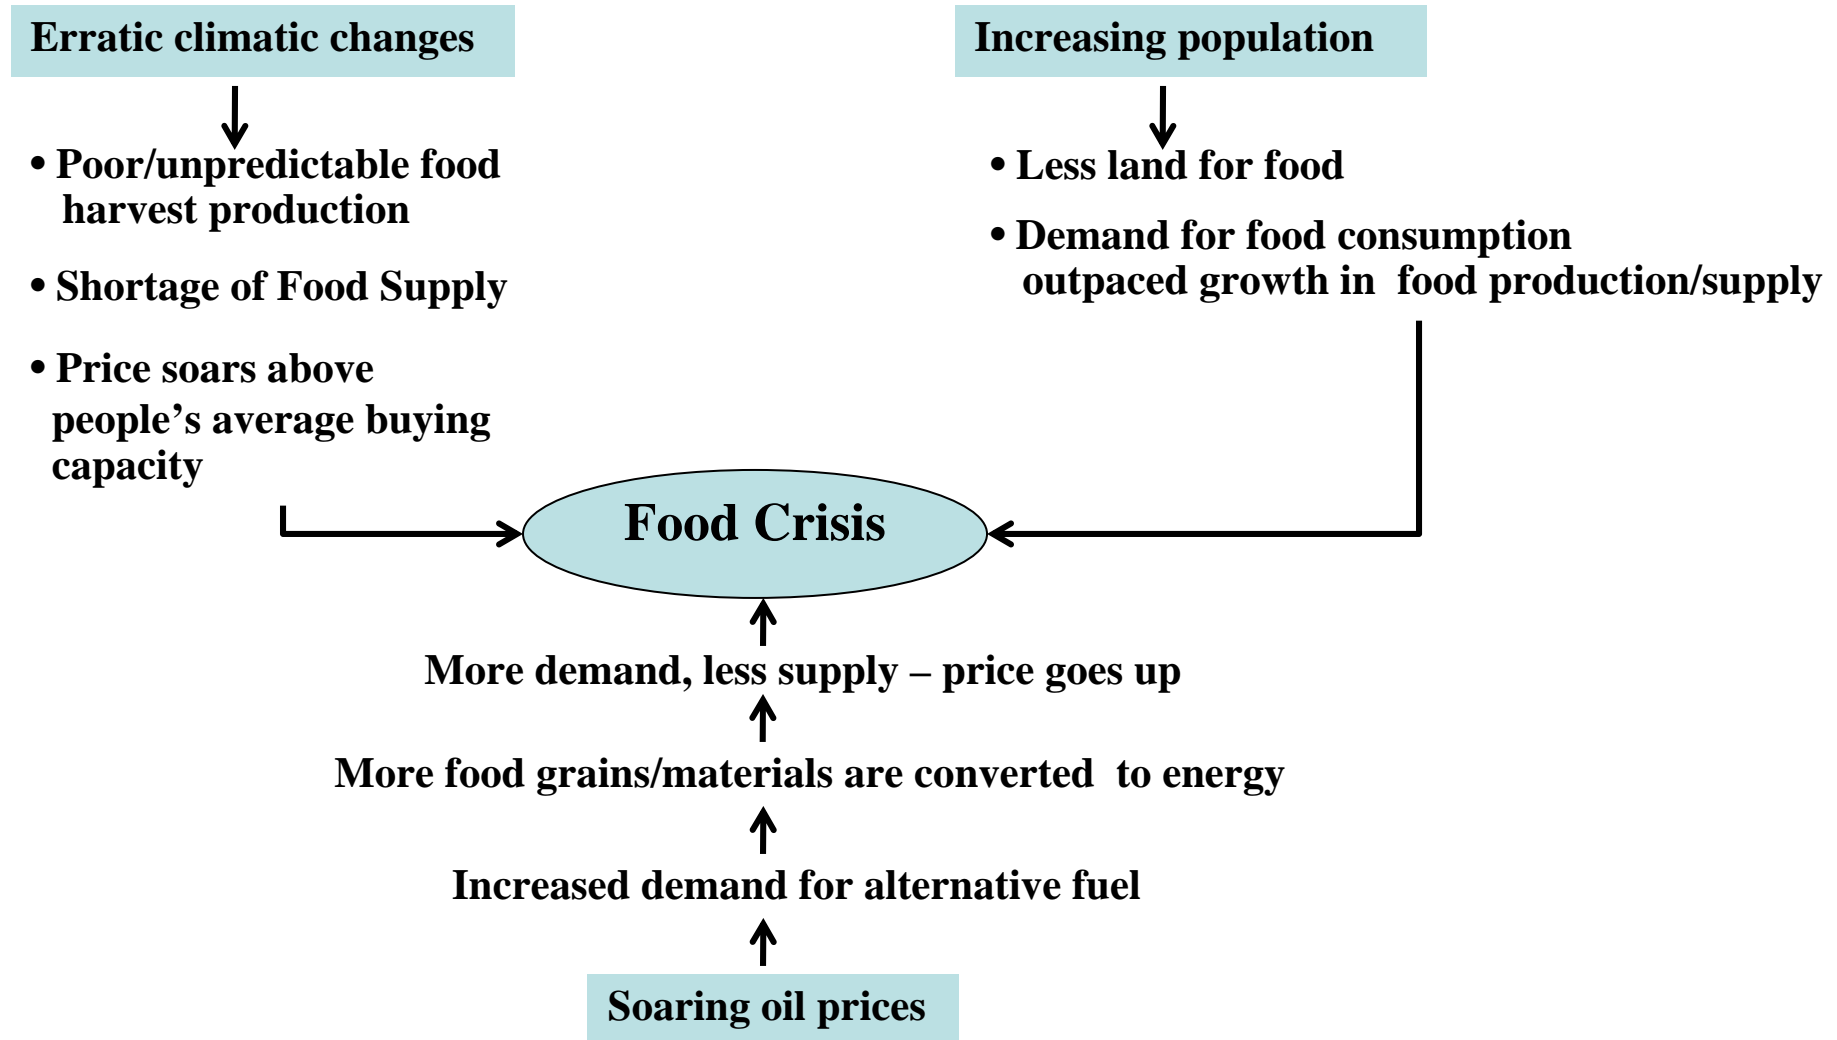 Erratic climatic changes
• Poor/unpredictable food
harvest production
• Shortage of Food Supply
• Price soars above
people’s average buying
capacity
Increasing population
• Less land for food
• Demand for food consumption
outpaced growth in food production/supply
Food Crisis
More demand, less supply – price goes up
More food grains/materials are converted to energy
Increased demand for alternative fuel
Soaring oil prices